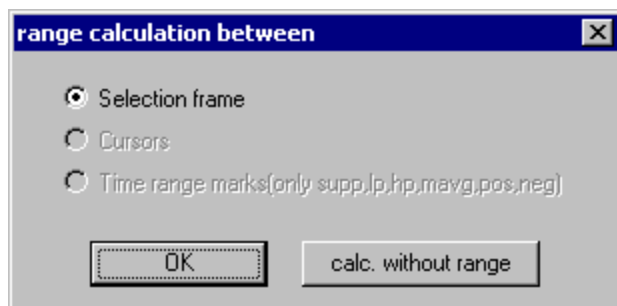 range calculation between
Selection frame
Cursors
Time range marks(only supp,lp,hp,mavg,pos,neg)
OK
calc. without range